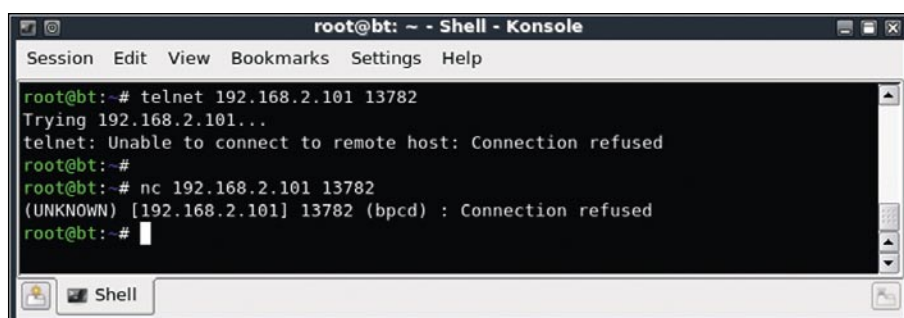 root@bt: ~ - Shell - Konsole
Session Edit View Bookmarks Settings Help
root@bt:~# telnet 192.168.2.101 13782
Trying 192.168.2.101...
telnet: Unable to connect to remote host: Connection refused
root@bt:~#
root@bt:~# nc 192.168.2.101 13782
(UNKNOWN) [192.168.2.101] 13782 (bpcd) : Connection refused
root@bt:~#
Shell